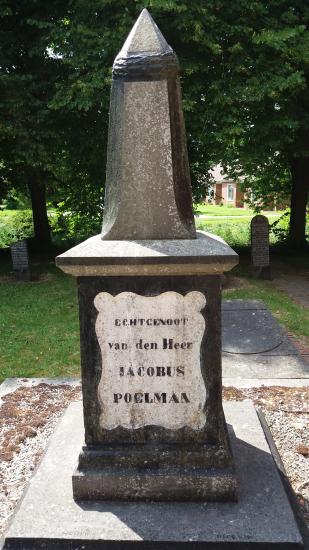 ECHTGENOOT
van den Heer
JACOBUS
POELMAN